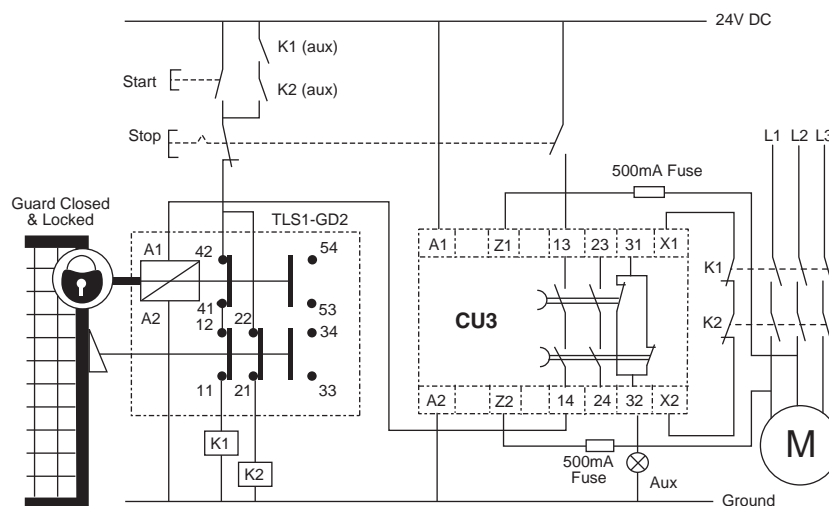 24V DC
K1 (aux)
Start
K2 (aux)
Stop
L1 L2 L3
500mA Fuse
Guard Closed
& Locked
TLS1-GD2
A1 42 54
A1 Z1 13 23 31 X1
K1
41 53
A2 12 22 34
CU3
K2
11 21 33
A2 Z2 14 24 32 X2
K1
M
K2
500mA
Fuse
Aux
Ground